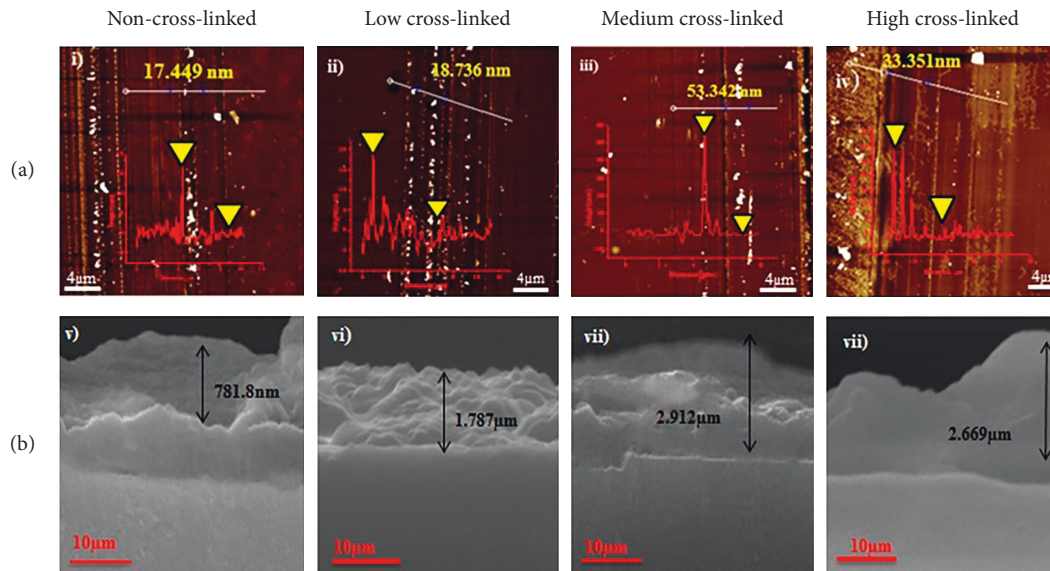 Non-cross-linked Low cross-linked Medium cross-linked High cross-linked
(a)
i) 17.449 nm 4μm
ii) 18.736 nm 4μm
iii) 53.342nm 4μm
iv) 33.351nm 4μm
(b)
v) 781.8nm 10μm
vi) 1.787μm 10μm
vii) 2.912μm 10μm
vii) 2.669μm 10μm